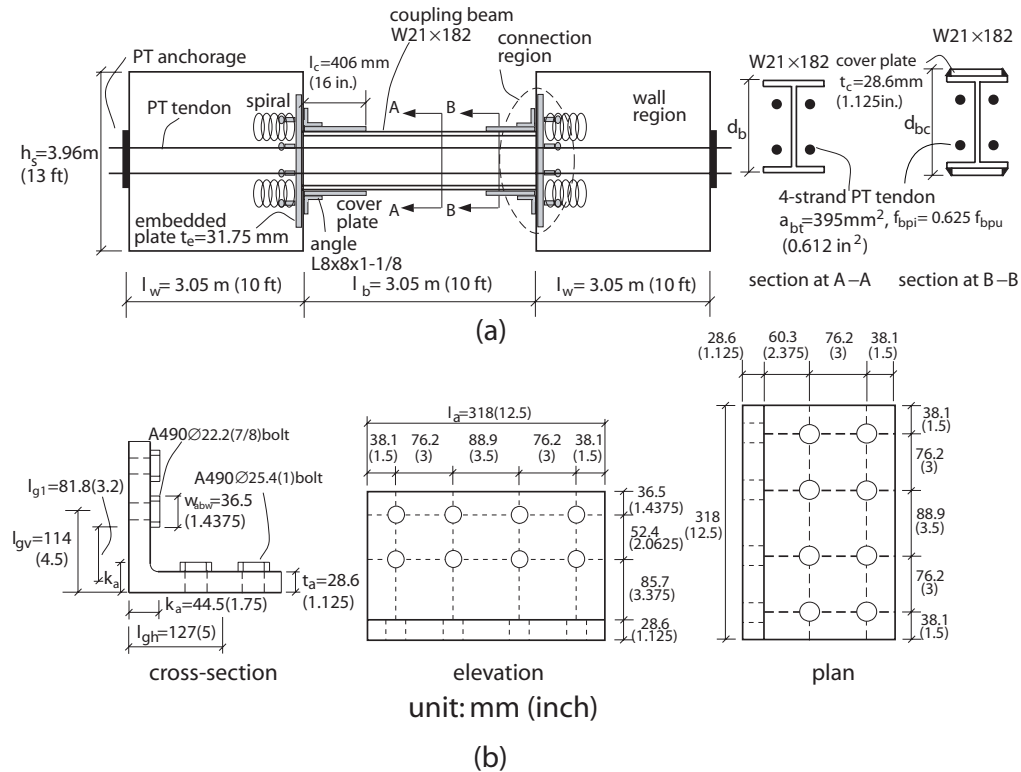 coupling beam
W21×182
connection
region
PT anchorage
l_c=406 mm
(16 in.)
PT tendon
spiral
A
B
wall
region
h_s=3.96m
(13 ft)
A
B
cover
plate
embedded
plate t_e=31.75 mm
angle
L8x8x1-1/8
l_w= 3.05 m (10 ft)
l_b= 3.05 m (10 ft)
l_w= 3.05 m (10 ft)
W21×182
W21×182
cover plate
t_c=28.6mm
(1.125in.)
d_b
d_bc
4-strand PT tendon
a_bt=395mm², f_bpi= 0.625 f_bpu
(0.612 in²)
section at A–A
section at B–B
(a)
A490Ø22.2(7/8)bolt
A490Ø25.4(1)bolt
l_g1=81.8(3.2)
w_abw=36.5
(1.4375)
l_gv=114
(4.5)
k_a
t_a=28.6
(1.125)
k_a=44.5(1.75)
l_gh=127(5)
cross-section
l_a=318(12.5)
38.1
(1.5)
76.2
(3)
88.9
(3.5)
76.2
(3)
38.1
(1.5)
36.5
(1.4375)
52.4
(2.0625)
85.7
(3.375)
28.6
(1.125)
elevation
28.6
(1.125)
60.3
(2.375)
76.2
(3)
38.1
(1.5)
318
(12.5)
38.1
(1.5)
76.2
(3)
88.9
(3.5)
76.2
(3)
38.1
(1.5)
plan
unit: mm (inch)
(b)